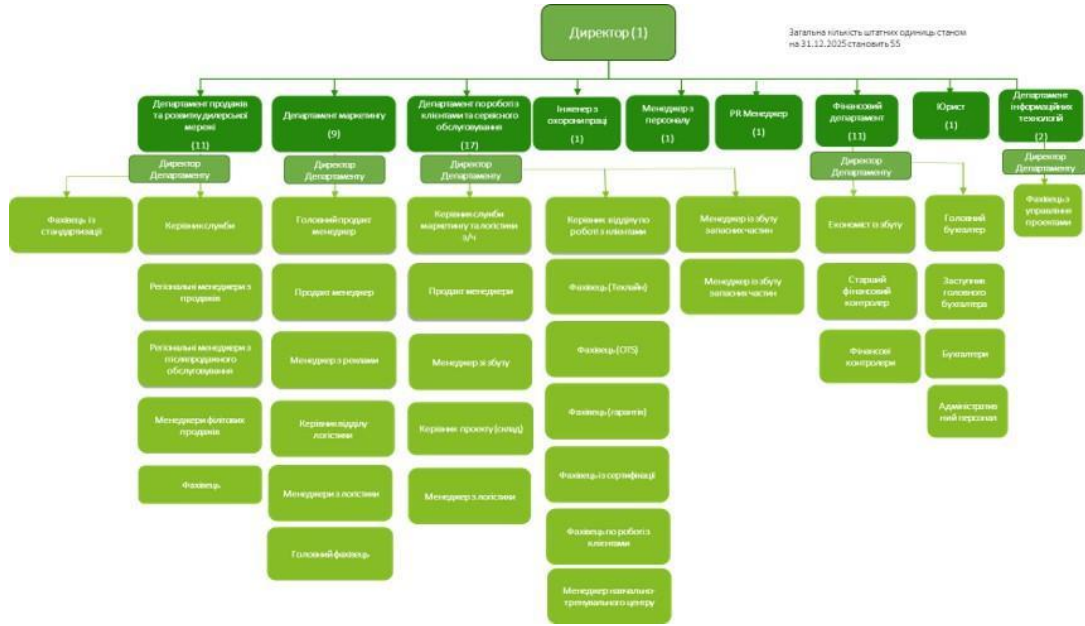 Директор (1)
Загальна кількість штатних одиниць станом
на 31.12.2025 становить 55
Департамент продажів
та розвитку дилерської
мережі
(11)
Департамент маркетингу
(9)
Департамент по роботі з
клієнтами та сервісного
обслуговування
(17)
Інженер з
охорони праці
(1)
Менеджер з
персоналу
(1)
PR Менеджер
(1)
Фінансовий
департамент
(11)
Юрист
(1)
Департамент
інформаційних
технологій
(2)
Директор
Департаменту
Директор
Департаменту
Директор
Департаменту
Директор
Департаменту
Директор
Департаменту
Фахівець із
стандартизації
Керівник служби
Головний продакт
менеджер
Керівник служби
маркетингу та логістики
з/ч
Керівник відділу по
роботі з клієнтами
Менеджер із збуту
запасних частин
Економіст із збуту
Головний
бухгалтер
Фахівець з
управління
проектами
Регіональні менеджери з
продажів
Продакт менеджер
Продакт менеджери
Фахівець (Техлайн)
Менеджер із збуту
запасних частин
Старший
фінансовий
контролер
Заступник
головного
бухгалтера
Регіональні менеджери з
післяпродажного
обслуговування
Менеджер з реклами
Менеджер зі збуту
Фахівець (OTS)
Фінансові
контролери
Бухгалтери
Менеджери флітових
продажів
Керівник відділу
логістики
Керівник проекту (склад)
Фахівець (гарантія)
Адміністратив
ний персонал
Фахівець
Менеджери з логістики
Менеджер з логістики
Фахівець із сертифікації
Головний фахівець
Фахівець по роботі з
клієнтами
Менеджер навчально-
тренувального центру